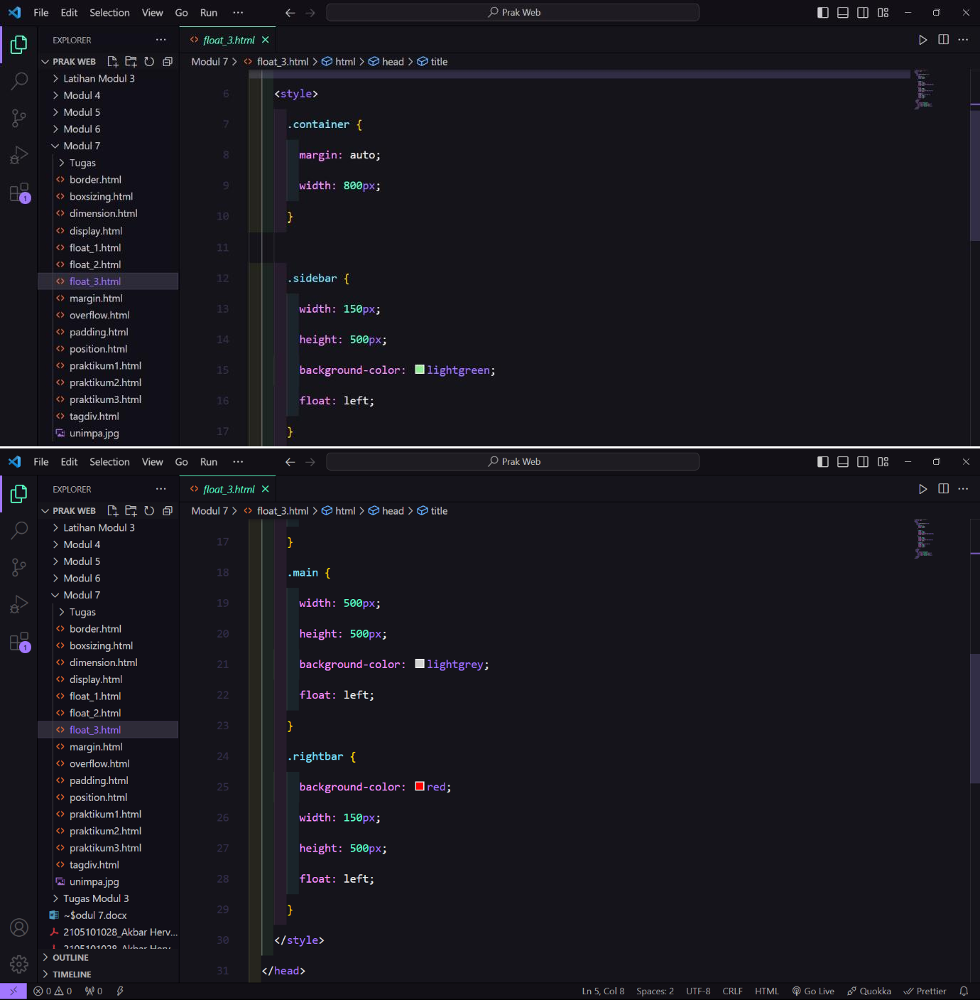 File Edit Selection View Go Run ··· Prak Web
EXPLORER ···
float_3.html
PRAK WEB
Modul 7 > float_3.html > html > head > title
Latihan Modul 3
Modul 4
Modul 5
Modul 6
Modul 7
Tugas
border.html
boxsizing.html
dimension.html
display.html
float_1.html
float_2.html
float_3.html
margin.html
overflow.html
padding.html
position.html
praktikum1.html
praktikum2.html
praktikum3.html
tagdiv.html
unimpa.jpg
1
6 <style>
7 .container {
8 margin: auto;
9 width: 800px;
10 }
11
12 .sidebar {
13 width: 150px;
14 height: 500px;
15 background-color: lightgreen;
16 float: left;
17 }
File Edit Selection View Go Run ··· Prak Web
EXPLORER ···
float_3.html
PRAK WEB
Modul 7 > float_3.html > html > head > title
Latihan Modul 3
Modul 4
Modul 5
Modul 6
Modul 7
Tugas
border.html
boxsizing.html
dimension.html
display.html
float_1.html
float_2.html
float_3.html
margin.html
overflow.html
padding.html
position.html
praktikum1.html
praktikum2.html
praktikum3.html
tagdiv.html
unimpa.jpg
Tugas Modul 3
~$odul 7.docx
2105101028_Akbar Herv...
2105101028_Akbar Herv...
OUTLINE
TIMELINE
1
17 }
18 .main {
19 width: 500px;
20 height: 500px;
21 background-color: lightgrey;
22 float: left;
23 }
24 .rightbar {
25 background-color: red;
26 width: 150px;
27 height: 500px;
28 float: left;
29 }
30 </style>
31 </head>
0 0 0 Ln 5, Col 8 Spaces: 2 UTF-8 CRLF HTML Go Live Quokka Prettier